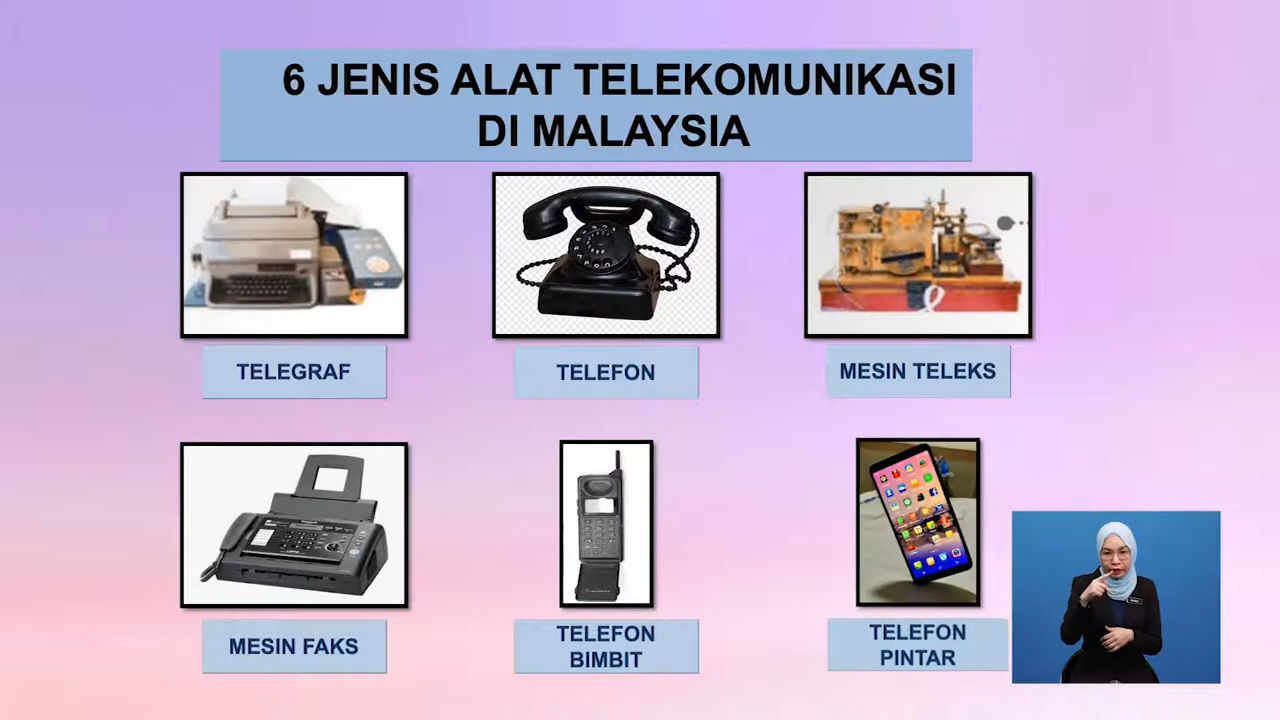 6 JENIS ALAT TELEKOMUNIKASI
DI MALAYSIA
TELEGRAF
TELEFON
MESIN TELEKS
MESIN FAKS
TELEFON
BIMBIT
TELEFON
PINTAR